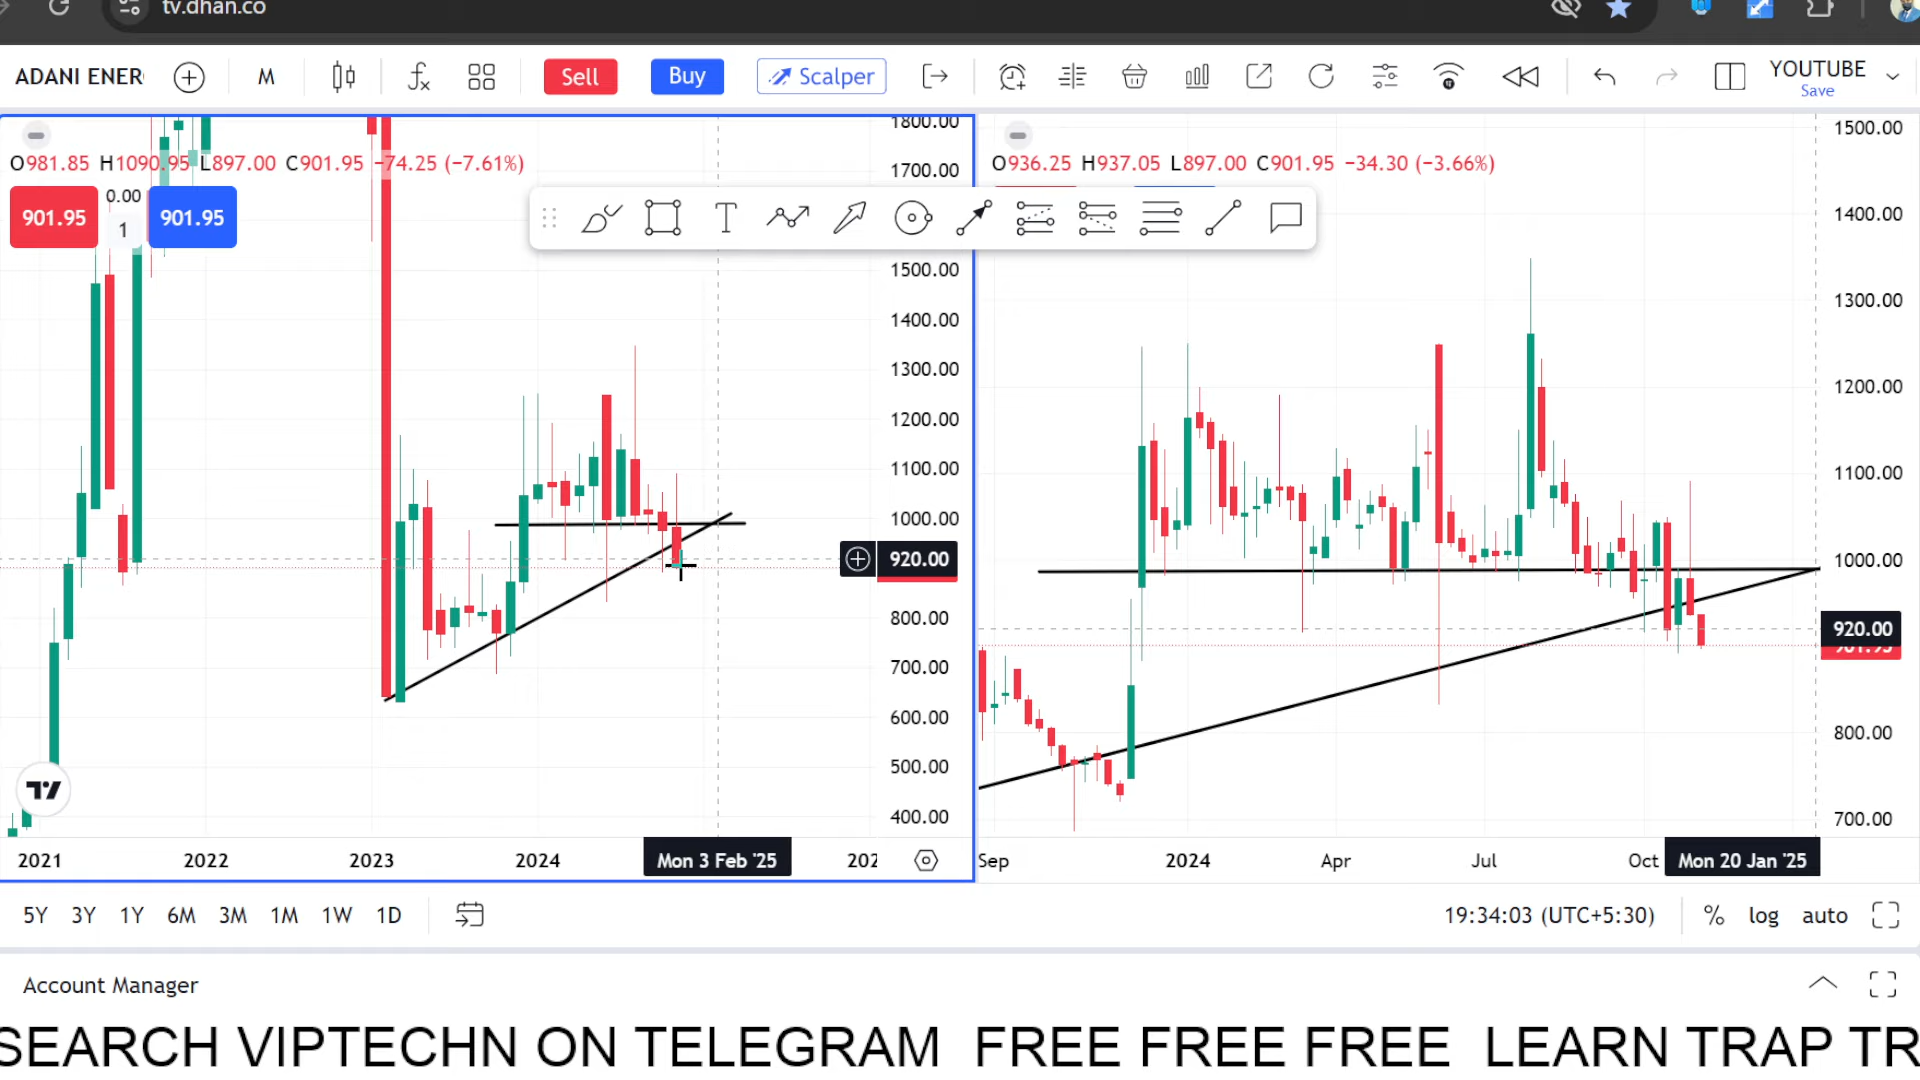 tv.dhan.co
ADANI ENER
M
Sell
Buy
Scalper
YOUTUBE
Save
O981.85 H1090.95 L897.00 C901.95 −74.25 (−7.61%)
901.95
0.00
1
901.95
1800.00
1700.00
1500.00
1400.00
1300.00
1200.00
1100.00
1000.00
920.00
800.00
700.00
600.00
500.00
400.00
2021
2022
2023
2024
Mon 3 Feb '25
202
O936.25 H937.05 L897.00 C901.95 −34.30 (−3.66%)
1500.00
1400.00
1300.00
1200.00
1100.00
1000.00
920.00
901.95
800.00
700.00
Sep
2024
Apr
Jul
Oct
Mon 20 Jan '25
5Y 3Y 1Y 6M 3M 1M 1W 1D
19:34:03 (UTC+5:30)
% log auto
Account Manager
SEARCH VIPTECHN ON TELEGRAM FREE FREE FREE LEARN TRAP TR